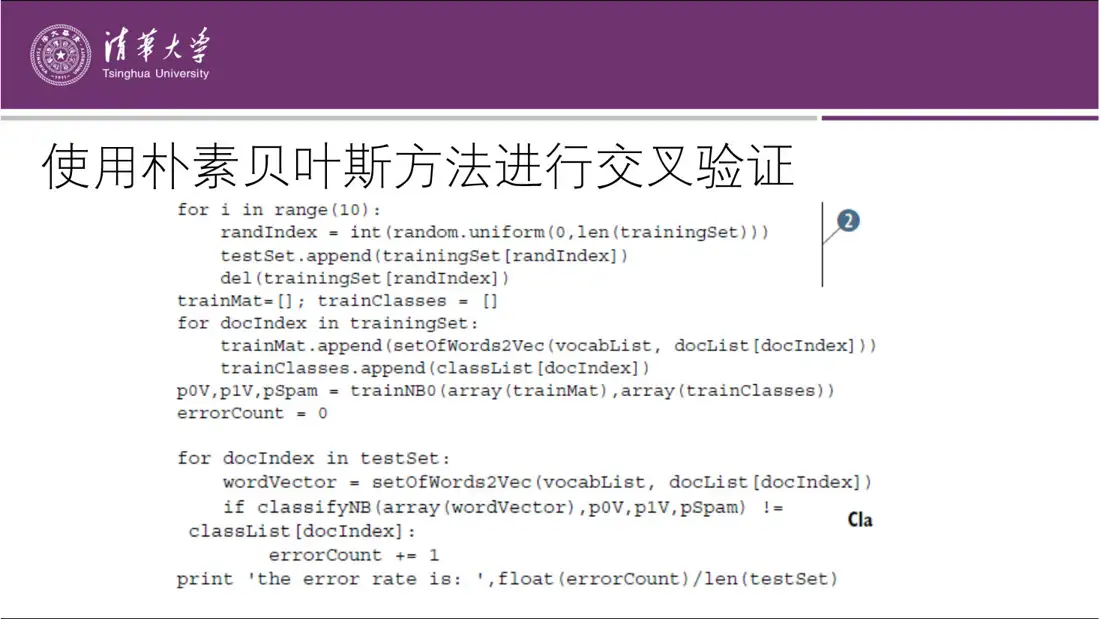 清华大学
Tsinghua University
使用朴素贝叶斯方法进行交叉验证
for i in range(10):
randIndex = int(random.uniform(0,len(trainingSet)))
testSet.append(trainingSet[randIndex])
del(trainingSet[randIndex])
2
trainMat=[]; trainClasses = []
for docIndex in trainingSet:
trainMat.append(setOfWords2Vec(vocabList, docList[docIndex]))
trainClasses.append(classList[docIndex])
p0V,p1V,pSpam = trainNB0(array(trainMat),array(trainClasses))
errorCount = 0
for docIndex in testSet:
wordVector = setOfWords2Vec(vocabList, docList[docIndex])
if classifyNB(array(wordVector),p0V,p1V,pSpam) !=
classList[docIndex]:
Cla
errorCount += 1
print 'the error rate is: ',float(errorCount)/len(testSet)